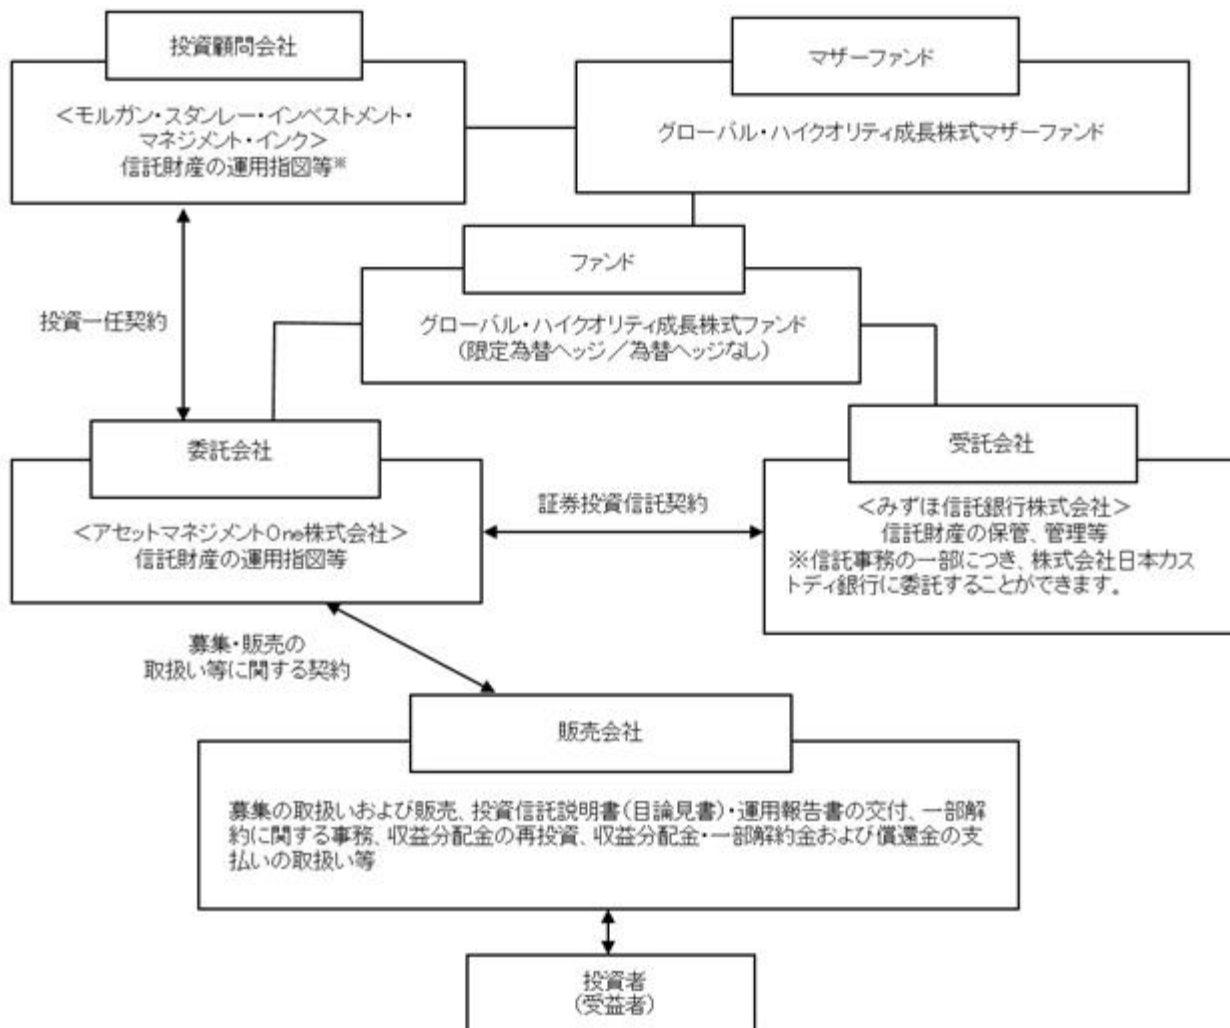 投資顧問会社
<モルガン・スタンレー・インベストメント・
マネジメント・インク>
信託財産の運用指図等※
マザーファンド
グローバル・ハイクオリティ成長株式マザーファンド
ファンド
グローバル・ハイクオリティ成長株式ファンド
(限定為替ヘッジ/為替ヘッジなし)
投資一任契約
委託会社
<アセットマネジメントOne株式会社>
信託財産の運用指図等
証券投資信託契約
受託会社
<みずほ信託銀行株式会社>
信託財産の保管、管理等
※信託事務の一部につき、株式会社日本カス
トディ銀行に委託することができます。
募集・販売の
取扱い等に関する契約
販売会社
募集の取扱いおよび販売、投資信託説明書(目論見書)・運用報告書の交付、一部解
約に関する事務、収益分配金の再投資、収益分配金・一部解約金および償還金の支
払いの取扱い等
投資者
(受益者)